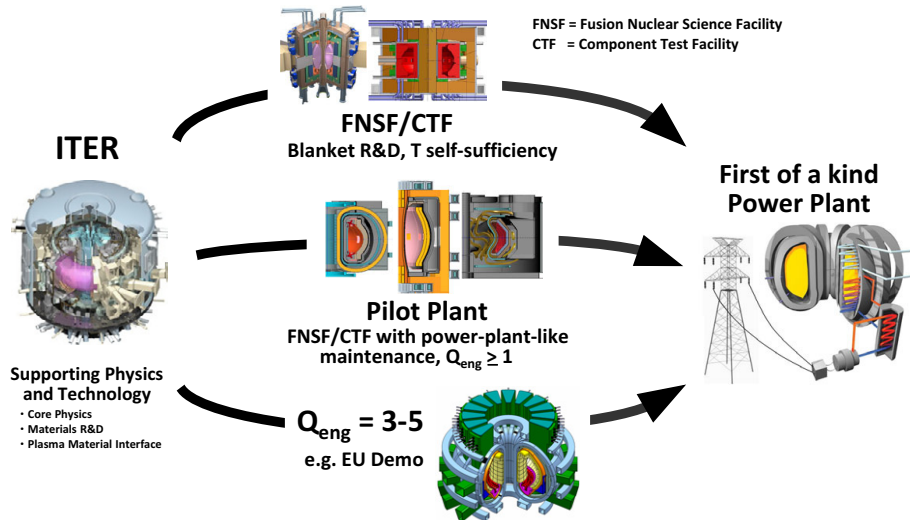 FNSF = Fusion Nuclear Science Facility
CTF = Component Test Facility
FNSF/CTF
Blanket R&D, T self-sufficiency
ITER
First of a kind
Power Plant
Pilot Plant
FNSF/CTF with power-plant-like
maintenance, Qeng ≥ 1
Supporting Physics
and Technology
• Core Physics
• Materials R&D
• Plasma Material Interface
Qeng = 3-5
e.g. EU Demo